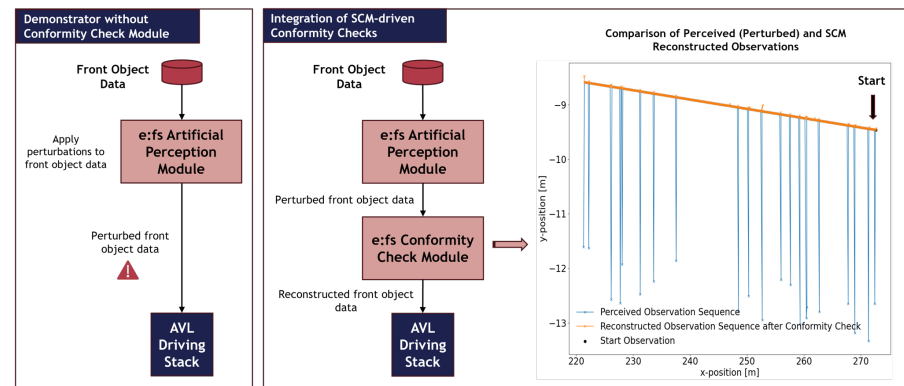 Demonstrator without
Conformity Check Module
Front Object
Data
Apply
perturbations to
front object data
e:fs Artificial
Perception
Module
Perturbed front
object data
AVL
Driving
Stack
Integration of SCM-driven
Conformity Checks
Front Object
Data
e:fs Artificial
Perception
Module
Perturbed front object data
e:fs Conformity
Check Module
Reconstructed front object
data
AVL
Driving
Stack
Comparison of Perceived (Perturbed) and SCM
Reconstructed Observations
Start
y-position [m]
−9
−10
−11
−12
−13
Perceived Observation Sequence
Reconstructed Observation Sequence after Conformity Check
Start Observation
220 230 240 250 260 270
x-position [m]